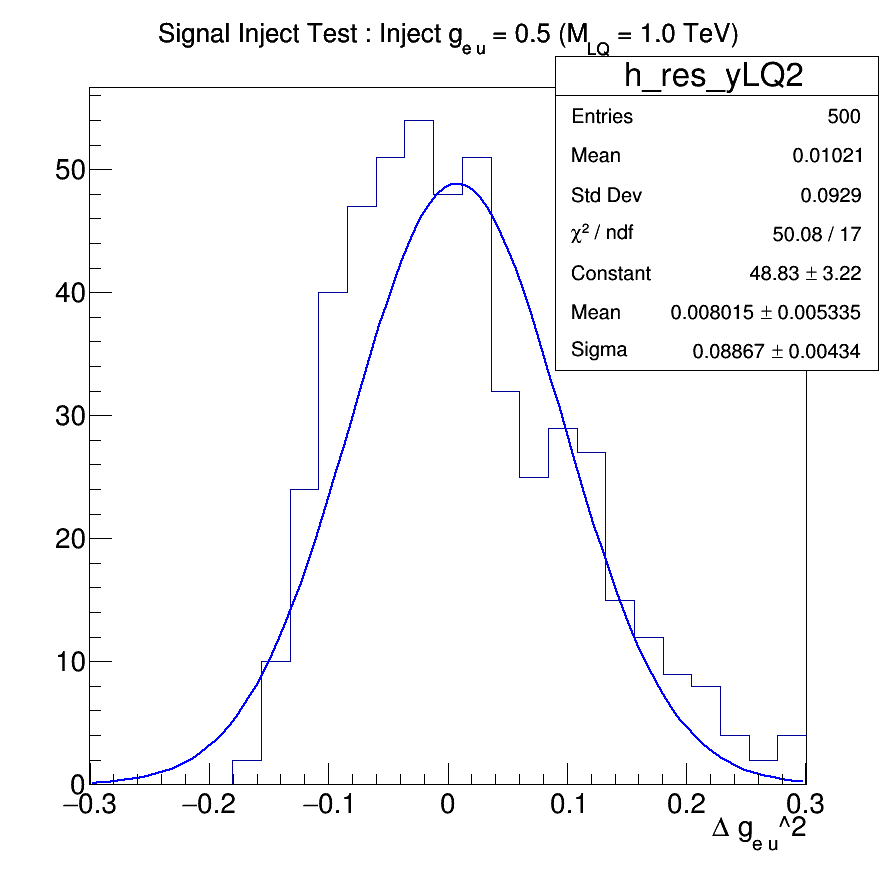 Signal Inject Test : Inject g_{e u} = 0.5 (M_{LQ} = 1.0 TeV)
h_res_yLQ2
Entries 500
Mean 0.01021
Std Dev 0.0929
χ² / ndf 50.08 / 17
Constant 48.83 ± 3.22
Mean 0.008015 ± 0.005335
Sigma 0.08867 ± 0.00434
50
40
30
20
10
0
−0.3 −0.2 −0.1 0 0.1 0.2 0.3
Δ g_{e u}^2